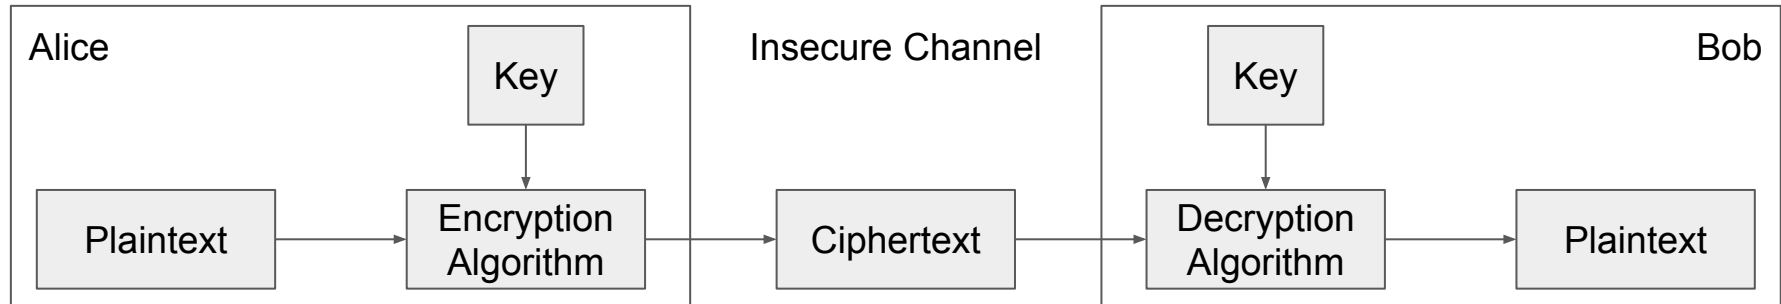 Alice
Insecure Channel
Bob
Key
Key
Plaintext
Encryption
Algorithm
Ciphertext
Decryption
Algorithm
Plaintext